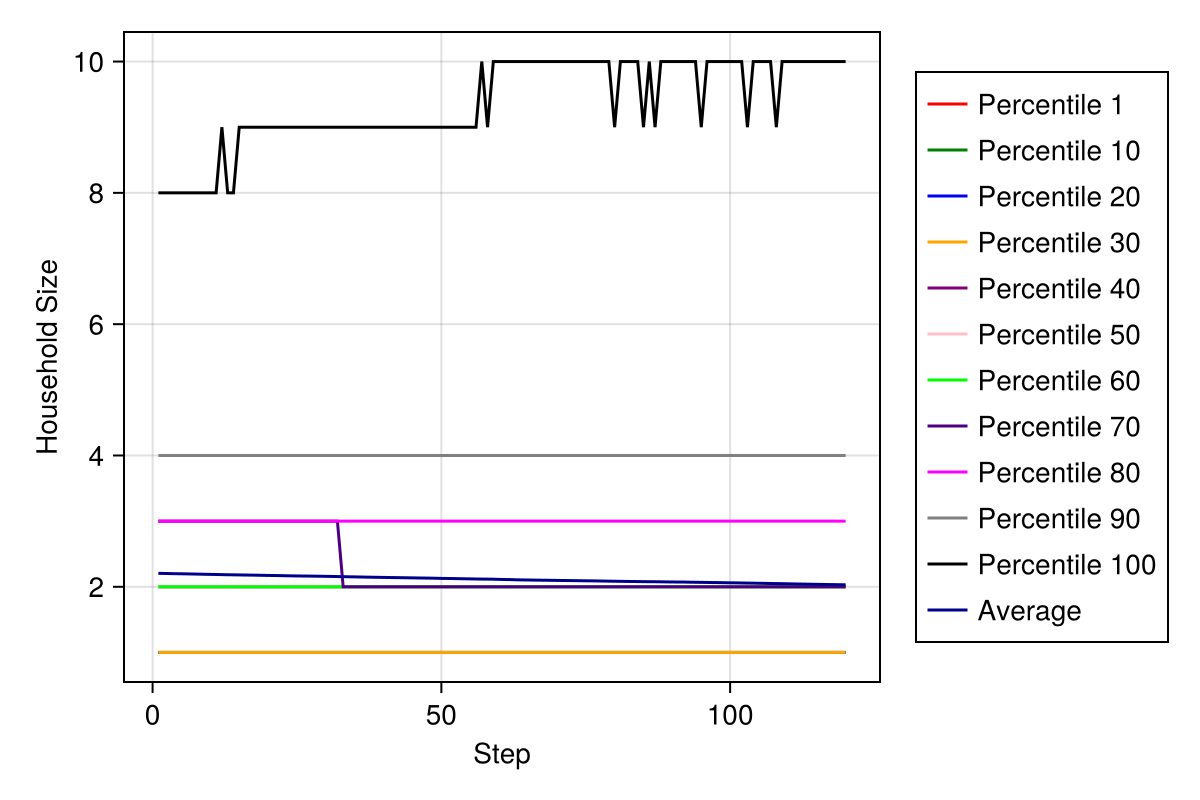 10
8
6
4
2
Household Size
0
50
100
Step
Percentile 1
Percentile 10
Percentile 20
Percentile 30
Percentile 40
Percentile 50
Percentile 60
Percentile 70
Percentile 80
Percentile 90
Percentile 100
Average